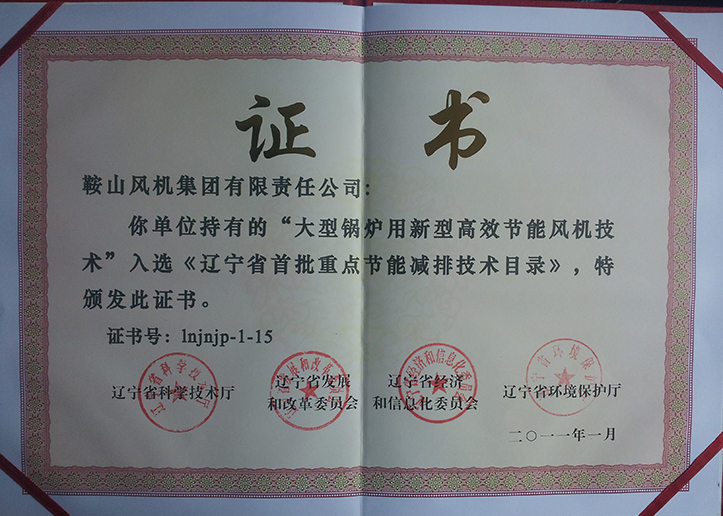 证书
鞍山风机集团有限责任公司：
你单位持有的“大型锅炉用新型高效节能风机技
术”入选《辽宁省首批重点节能减排技术目录》，特
颁发此证书。
证书号：lnjnjp-1-15
辽宁省科学技术厅
辽宁省发展
和改革委员会
辽宁省经济
和信息化委员会
辽宁省环境保护厅
二〇一一年一月